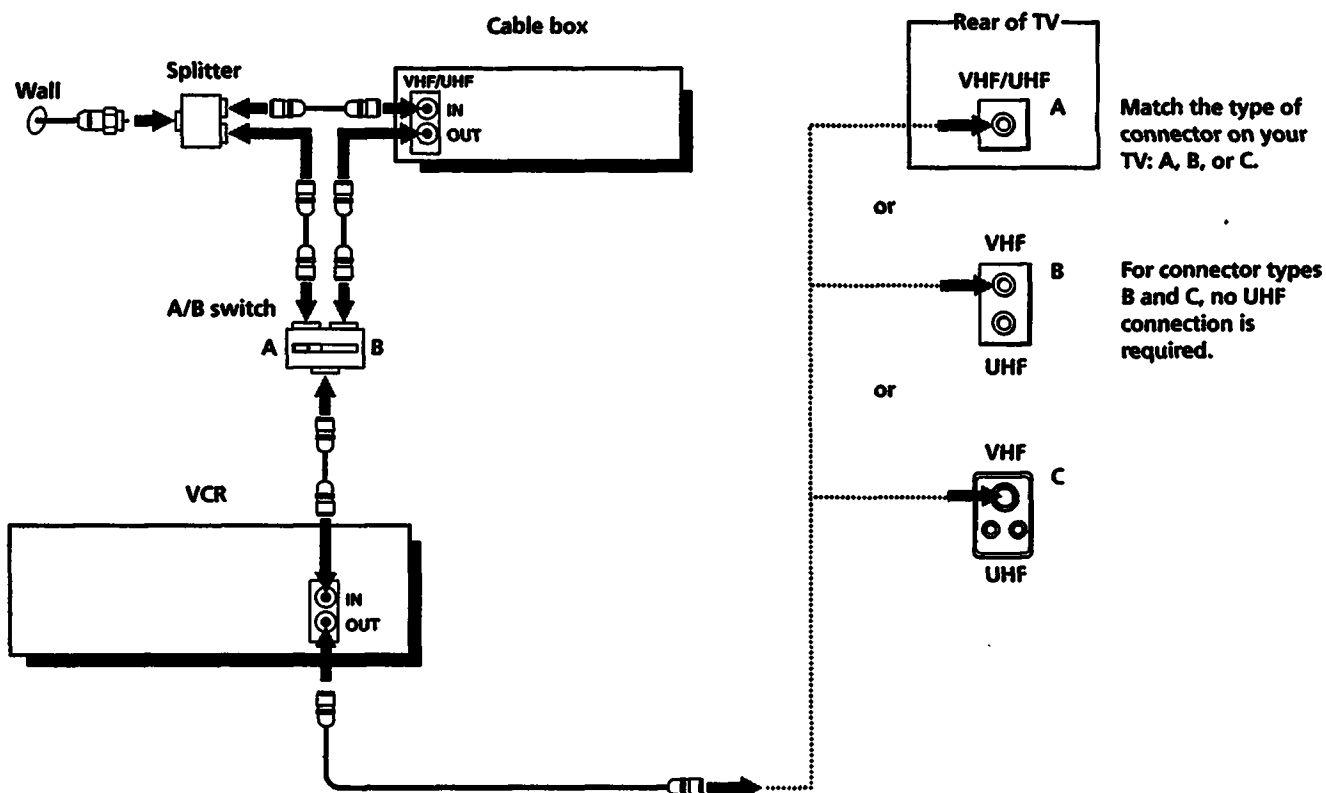 Cable box
Rear of TV
Splitter
Wall
VHF/UHF
IN
OUT
VHF/UHF
A
Match the type of
connector on your
TV: A, B, or C.
or
VHF
B
UHF
For connector types
B and C, no UHF
connection is
required.
A/B switch
A
B
or
VHF
C
UHF
VCR
IN
OUT